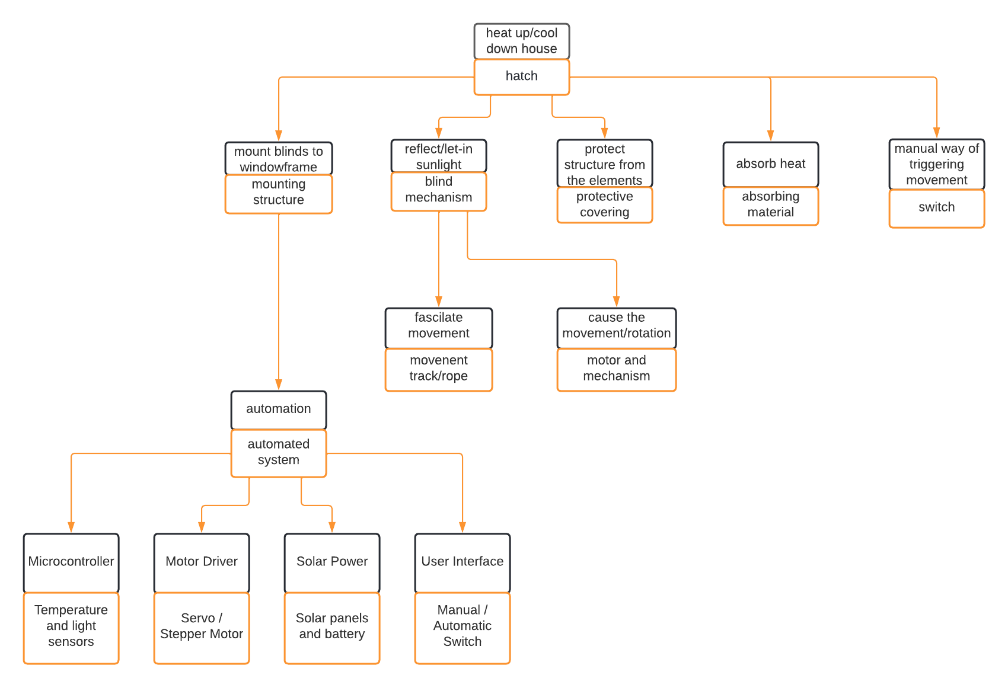 heat up/cool
down house
hatch
mount blinds to
windowframe
mounting
structure
reflect/let-in
sunlight
blind
mechanism
protect
structure from
the elements
protective
covering
absorb heat
absorbing
material
manual way of
triggering
movement
switch
fascilate
movement
movenent
track/rope
cause the
movement/rotation
motor and
mechanism
automation
automated
system
Microcontroller
Temperature
and light
sensors
Motor Driver
Servo /
Stepper Motor
Solar Power
Solar panels
and battery
User Interface
Manual /
Automatic
Switch